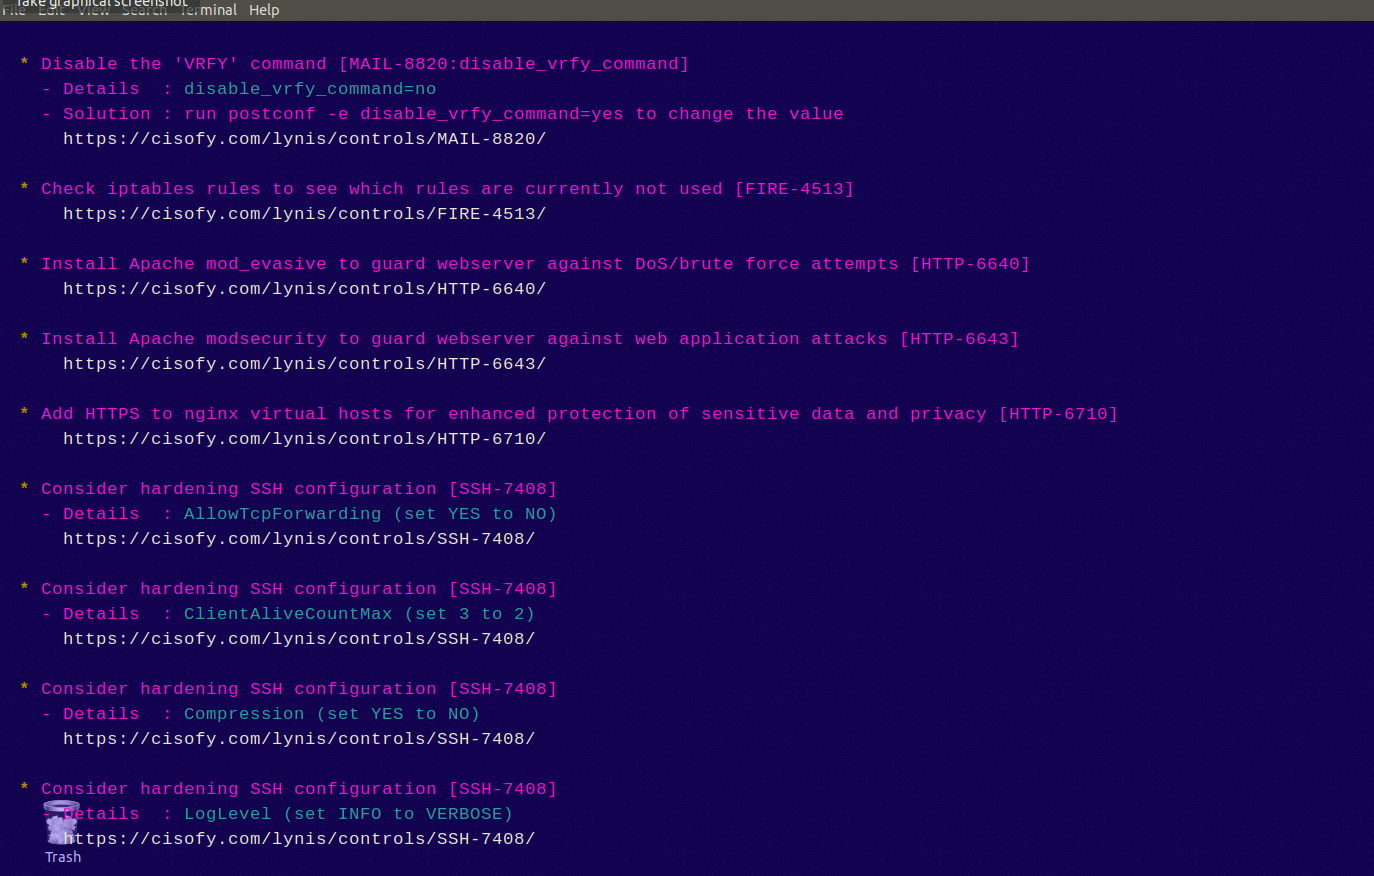 Take graphical screenshot
File Edit View Search Terminal Help
* Disable the 'VRFY' command [MAIL-8820:disable_vrfy_command]
- Details : disable_vrfy_command=no
- Solution : run postconf -e disable_vrfy_command=yes to change the value
https://cisofy.com/lynis/controls/MAIL-8820/
* Check iptables rules to see which rules are currently not used [FIRE-4513]
https://cisofy.com/lynis/controls/FIRE-4513/
* Install Apache mod_evasive to guard webserver against DoS/brute force attempts [HTTP-6640]
https://cisofy.com/lynis/controls/HTTP-6640/
* Install Apache modsecurity to guard webserver against web application attacks [HTTP-6643]
https://cisofy.com/lynis/controls/HTTP-6643/
* Add HTTPS to nginx virtual hosts for enhanced protection of sensitive data and privacy [HTTP-6710]
https://cisofy.com/lynis/controls/HTTP-6710/
* Consider hardening SSH configuration [SSH-7408]
- Details : AllowTcpForwarding (set YES to NO)
https://cisofy.com/lynis/controls/SSH-7408/
* Consider hardening SSH configuration [SSH-7408]
- Details : ClientAliveCountMax (set 3 to 2)
https://cisofy.com/lynis/controls/SSH-7408/
* Consider hardening SSH configuration [SSH-7408]
- Details : Compression (set YES to NO)
https://cisofy.com/lynis/controls/SSH-7408/
* Consider hardening SSH configuration [SSH-7408]
- Details : LogLevel (set INFO to VERBOSE)
https://cisofy.com/lynis/controls/SSH-7408/
Trash